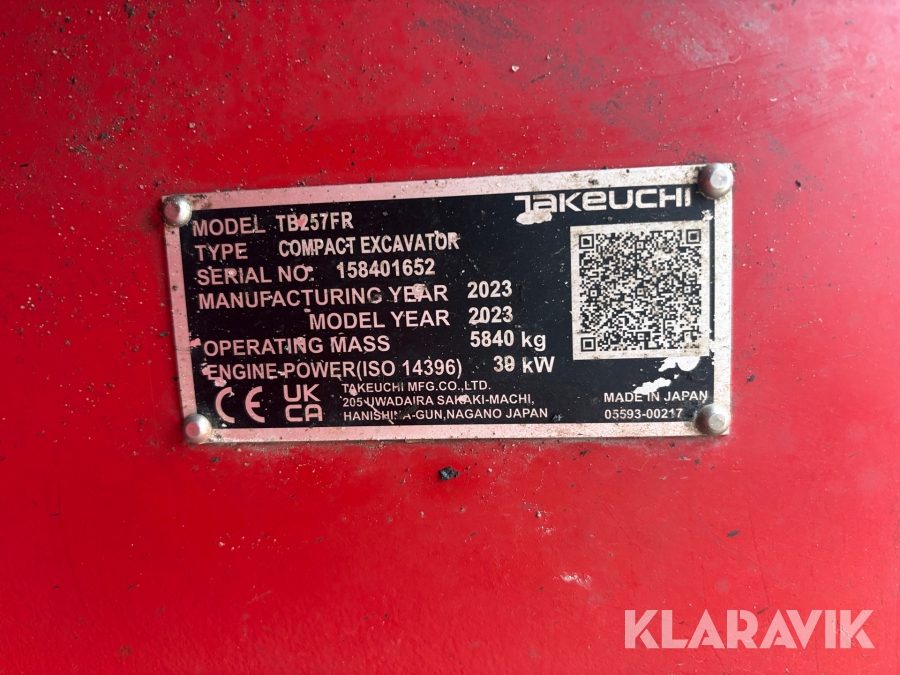 TAKEUCHI
MODEL TB257FR
TYPE COMPACT EXCAVATOR
SERIAL NO. 158401652
MANUFACTURING YEAR 2023
MODEL YEAR 2023
OPERATING MASS 5840 kg
ENGINE-POWER(ISO 14396) 39 kW
CE UK CA
TAKEUCHI MFG.CO.,LTD.
205 UWADAIRA SAKAKI-MACHI,
HANISHINA-GUN,NAGANO JAPAN
MADE IN JAPAN
05593-00217
KLARAVIK